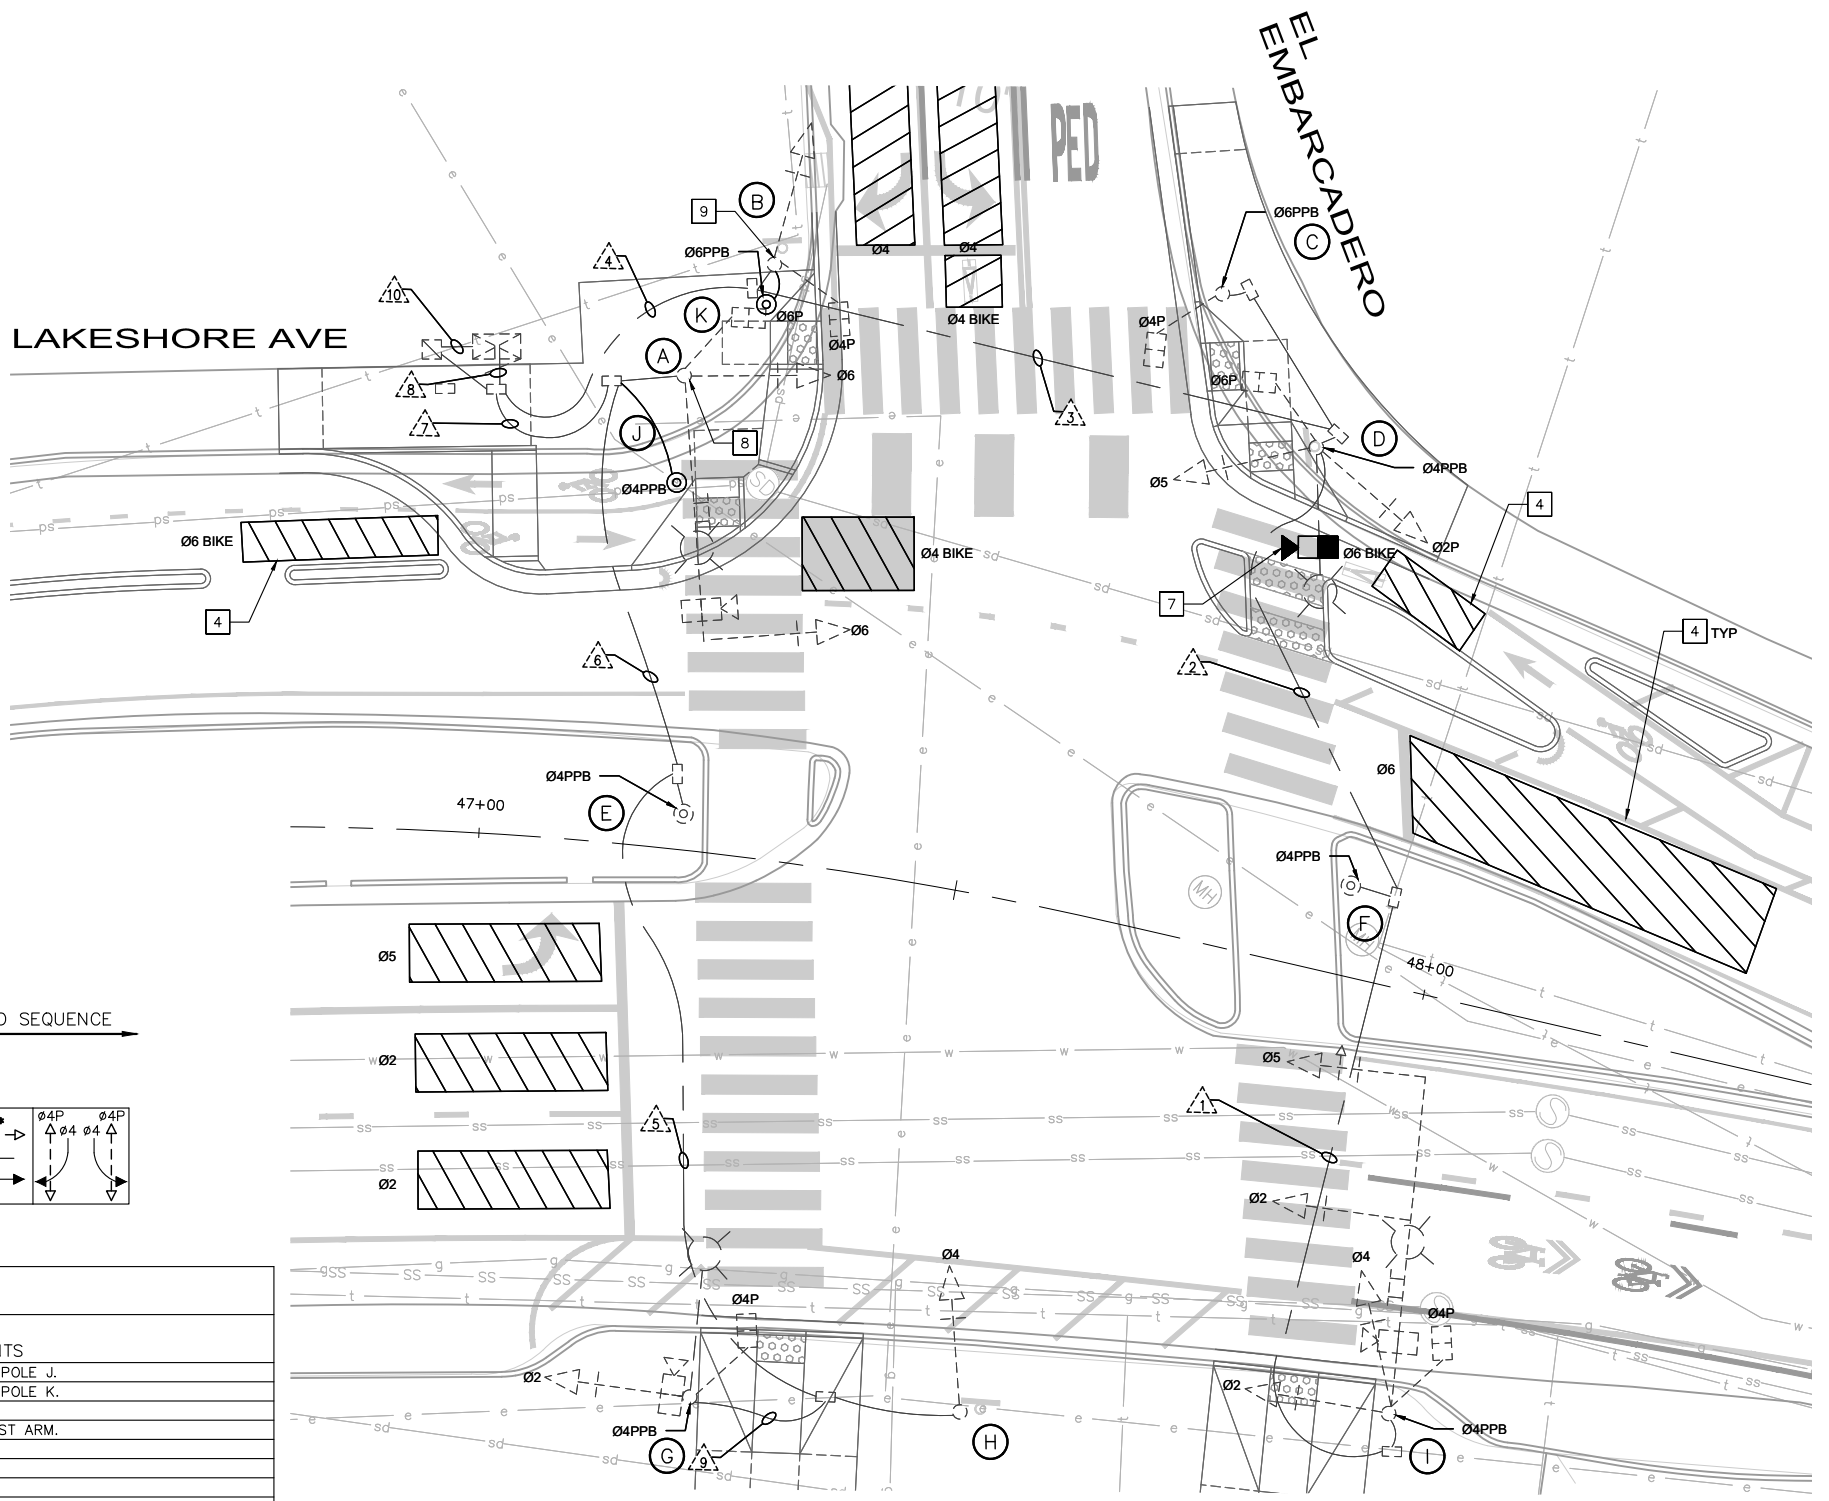 EL
EMBARCADERO
PED
Ø6PPB
C
B
9
4
Ø6PPB
10
Ø4
Ø4
LAKESHORE AVE
K
Ø6P
Ø4 BIKE
Ø4P
Ø4P
A
Ø6
3
8
Ø6P
7
J
8
D
Ø4PPB
Ø4PPB
Ø5
SD
4
Ø2P
Ø6 BIKE
Ø4 BIKE
Ø6 BIKE
7
4
Ø6
4 TYP
6
2
Ø6
Ø4PPB
47+00
E
Ø4PPB
MH
F
48+00
Ø5
O SEQUENCE
Ø2
Ø5
1
5
ø4P ø4P
ø4 ø4
Ø2
Ø2
Ø4
Ø4
Ø4P
Ø4P
NTS
POLE J.
POLE K.
ST ARM.
Ø2
Ø2
Ø4PPB
G
9
H
Ø4PPB
I